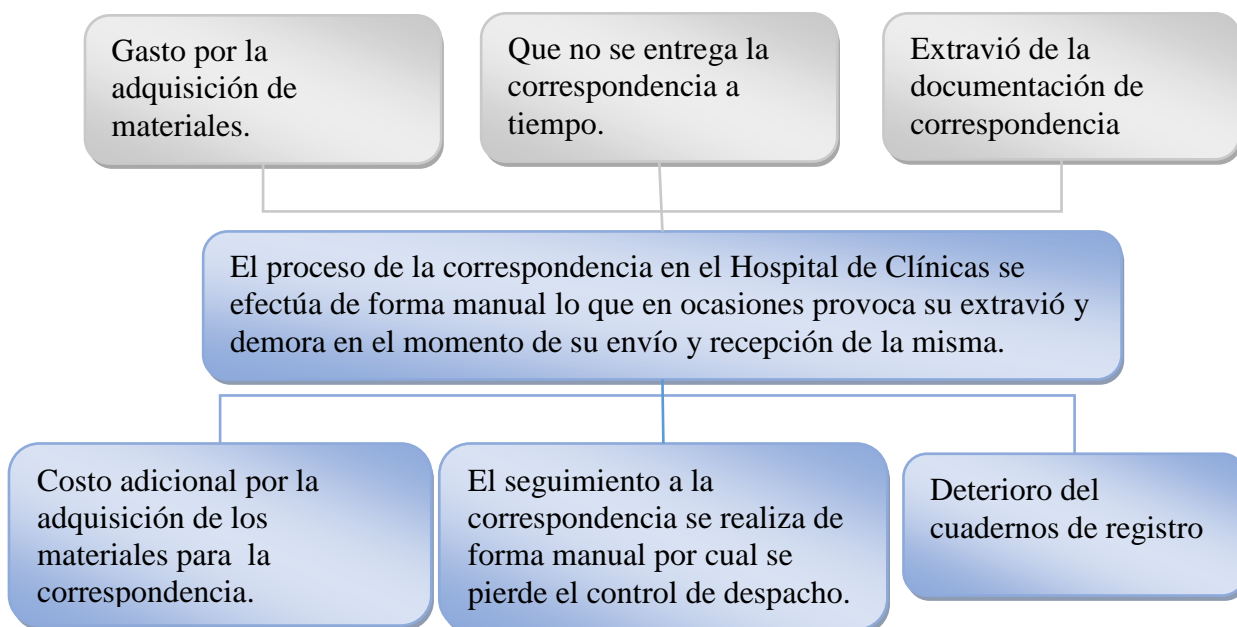 Gasto por la
adquisición de
materiales.
Que no se entrega la
correspondencia a
tiempo.
Extravió de la
documentación de
correspondencia
El proceso de la correspondencia en el Hospital de Clínicas se
efectúa de forma manual lo que en ocasiones provoca su extravió y
demora en el momento de su envío y recepción de la misma.
Costo adicional por la
adquisición de los
materiales para  la
correspondencia.
El seguimiento a la
correspondencia se realiza de
forma manual por cual se
pierde el control de despacho.
Deterioro del
cuadernos de registro